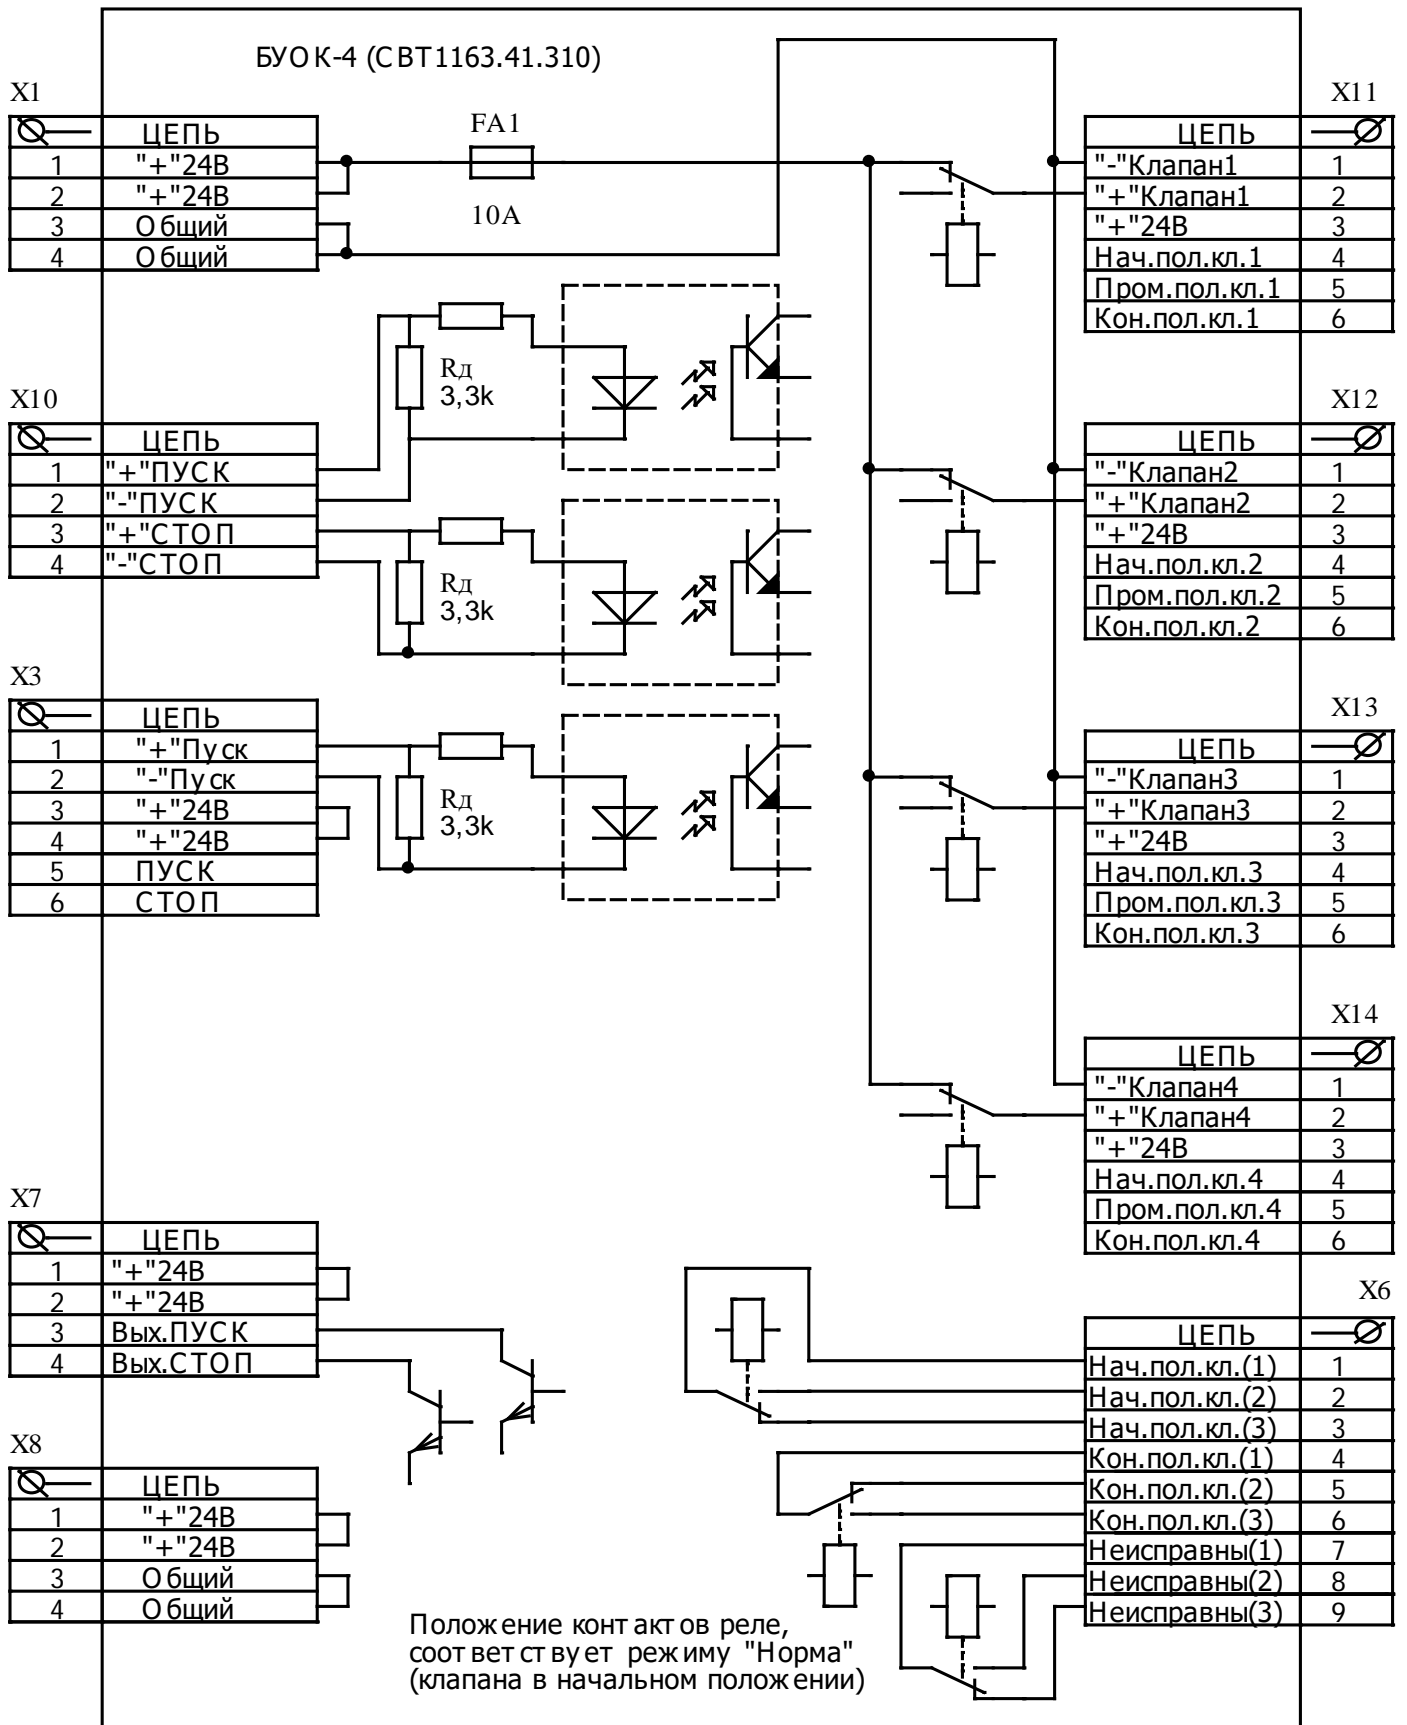 БУОК-4 (СВТ1163.41.310)
X1
ЦЕПЬ
1 "+"24В
2 "+"24В
3 Общий
4 Общий
FA1
10А
X10
ЦЕПЬ
1 "+"ПУСК
2 "-"ПУСК
3 "+"СТОП
4 "-"СТОП
Rд
3,3k
Rд
3,3k
X3
ЦЕПЬ
1 "+"Пуск
2 "-"Пуск
3 "+"24В
4 "+"24В
5 ПУСК
6 СТОП
Rд
3,3k
X7
ЦЕПЬ
1 "+"24В
2 "+"24В
3 Вых.ПУСК
4 Вых.СТОП
X8
ЦЕПЬ
1 "+"24В
2 "+"24В
3 Общий
4 Общий
X11
ЦЕПЬ
"-"Клапан1 1
"+"Клапан1 2
"+"24В 3
Нач.пол.кл.1 4
Пром.пол.кл.1 5
Кон.пол.кл.1 6
X12
ЦЕПЬ
"-"Клапан2 1
"+"Клапан2 2
"+"24В 3
Нач.пол.кл.2 4
Пром.пол.кл.2 5
Кон.пол.кл.2 6
X13
ЦЕПЬ
"-"Клапан3 1
"+"Клапан3 2
"+"24В 3
Нач.пол.кл.3 4
Пром.пол.кл.3 5
Кон.пол.кл.3 6
X14
ЦЕПЬ
"-"Клапан4 1
"+"Клапан4 2
"+"24В 3
Нач.пол.кл.4 4
Пром.пол.кл.4 5
Кон.пол.кл.4 6
X6
ЦЕПЬ
Нач.пол.кл.(1) 1
Нач.пол.кл.(2) 2
Нач.пол.кл.(3) 3
Кон.пол.кл.(1) 4
Кон.пол.кл.(2) 5
Кон.пол.кл.(3) 6
Неисправны(1) 7
Неисправны(2) 8
Неисправны(3) 9
Положение контактов реле,
соответствует режиму "Норма"
(клапана в начальном положении)